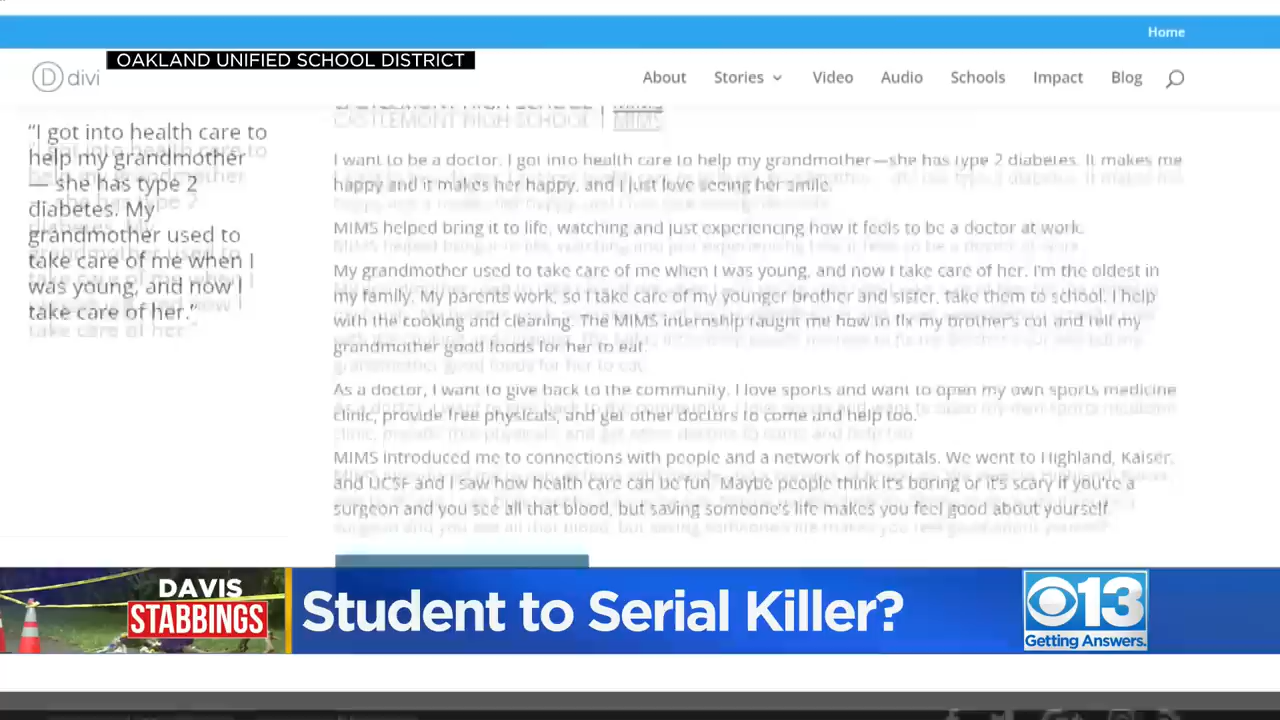 Home
OAKLAND UNIFIED SCHOOL DISTRICT
D divi
About Stories Video Audio Schools Impact Blog
CASTLEMONT HIGH SCHOOL | MIMS
“I got into health care to
help my grandmother
— she has type 2
diabetes. My
grandmother used to
take care of me when I
was young, and now I
take care of her.”
I want to be a doctor. I got into health care to help my grandmother—she has type 2 diabetes. It makes me
happy and it makes her happy, and I just love seeing her smile.
MIMS helped bring it to life, watching and just experiencing how it feels to be a doctor at work.
My grandmother used to take care of me when I was young, and now I take care of her. I'm the oldest in
my family. My parents work, so I take care of my younger brother and sister, take them to school. I help
with the cooking and cleaning. The MIMS internship taught me how to fix my brother's cut and tell my
grandmother good foods for her to eat.
As a doctor, I want to give back to the community. I love sports and want to open my own sports medicine
clinic, provide free physicals, and get other doctors to come and help too.
MIMS introduced me to connections with people and a network of hospitals. We went to Highland, Kaiser,
and UCSF and I saw how health care can be fun. Maybe people think it's boring or it's scary if you're a
surgeon and you see all that blood, but saving someone's life makes you feel good about yourself.
DAVIS
STABBINGS
Student to Serial Killer?
13
Getting Answers.